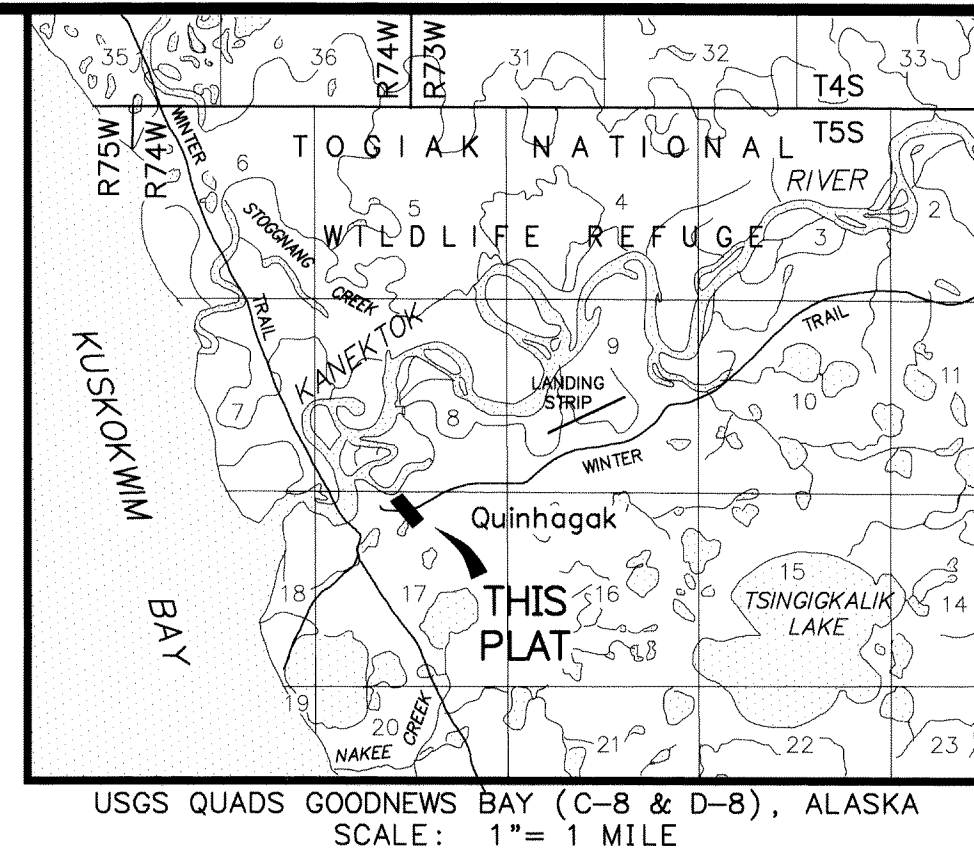 35
36
R74W
R73W
31
32
33
T4S
R75W
R74W
WINTER
TOGIAK NATIONAL
T5S
RIVER
6
5
4
3
2
STOGGNANG
CREEK
WILDLIFE REFUGE
TRAIL
KANEKTOK
TRAIL
KUSKOKWIM
BAY
7
8
9
LANDING
STRIP
10
11
WINTER
Quinhagak
18
17
THIS
PLAT
16
15
TSINGIGKALIK
LAKE
14
19
20
NAKEE CREEK
21
22
23
USGS QUADS GOODNEWS BAY (C-8 & D-8), ALASKA
SCALE: 1"= 1 MILE